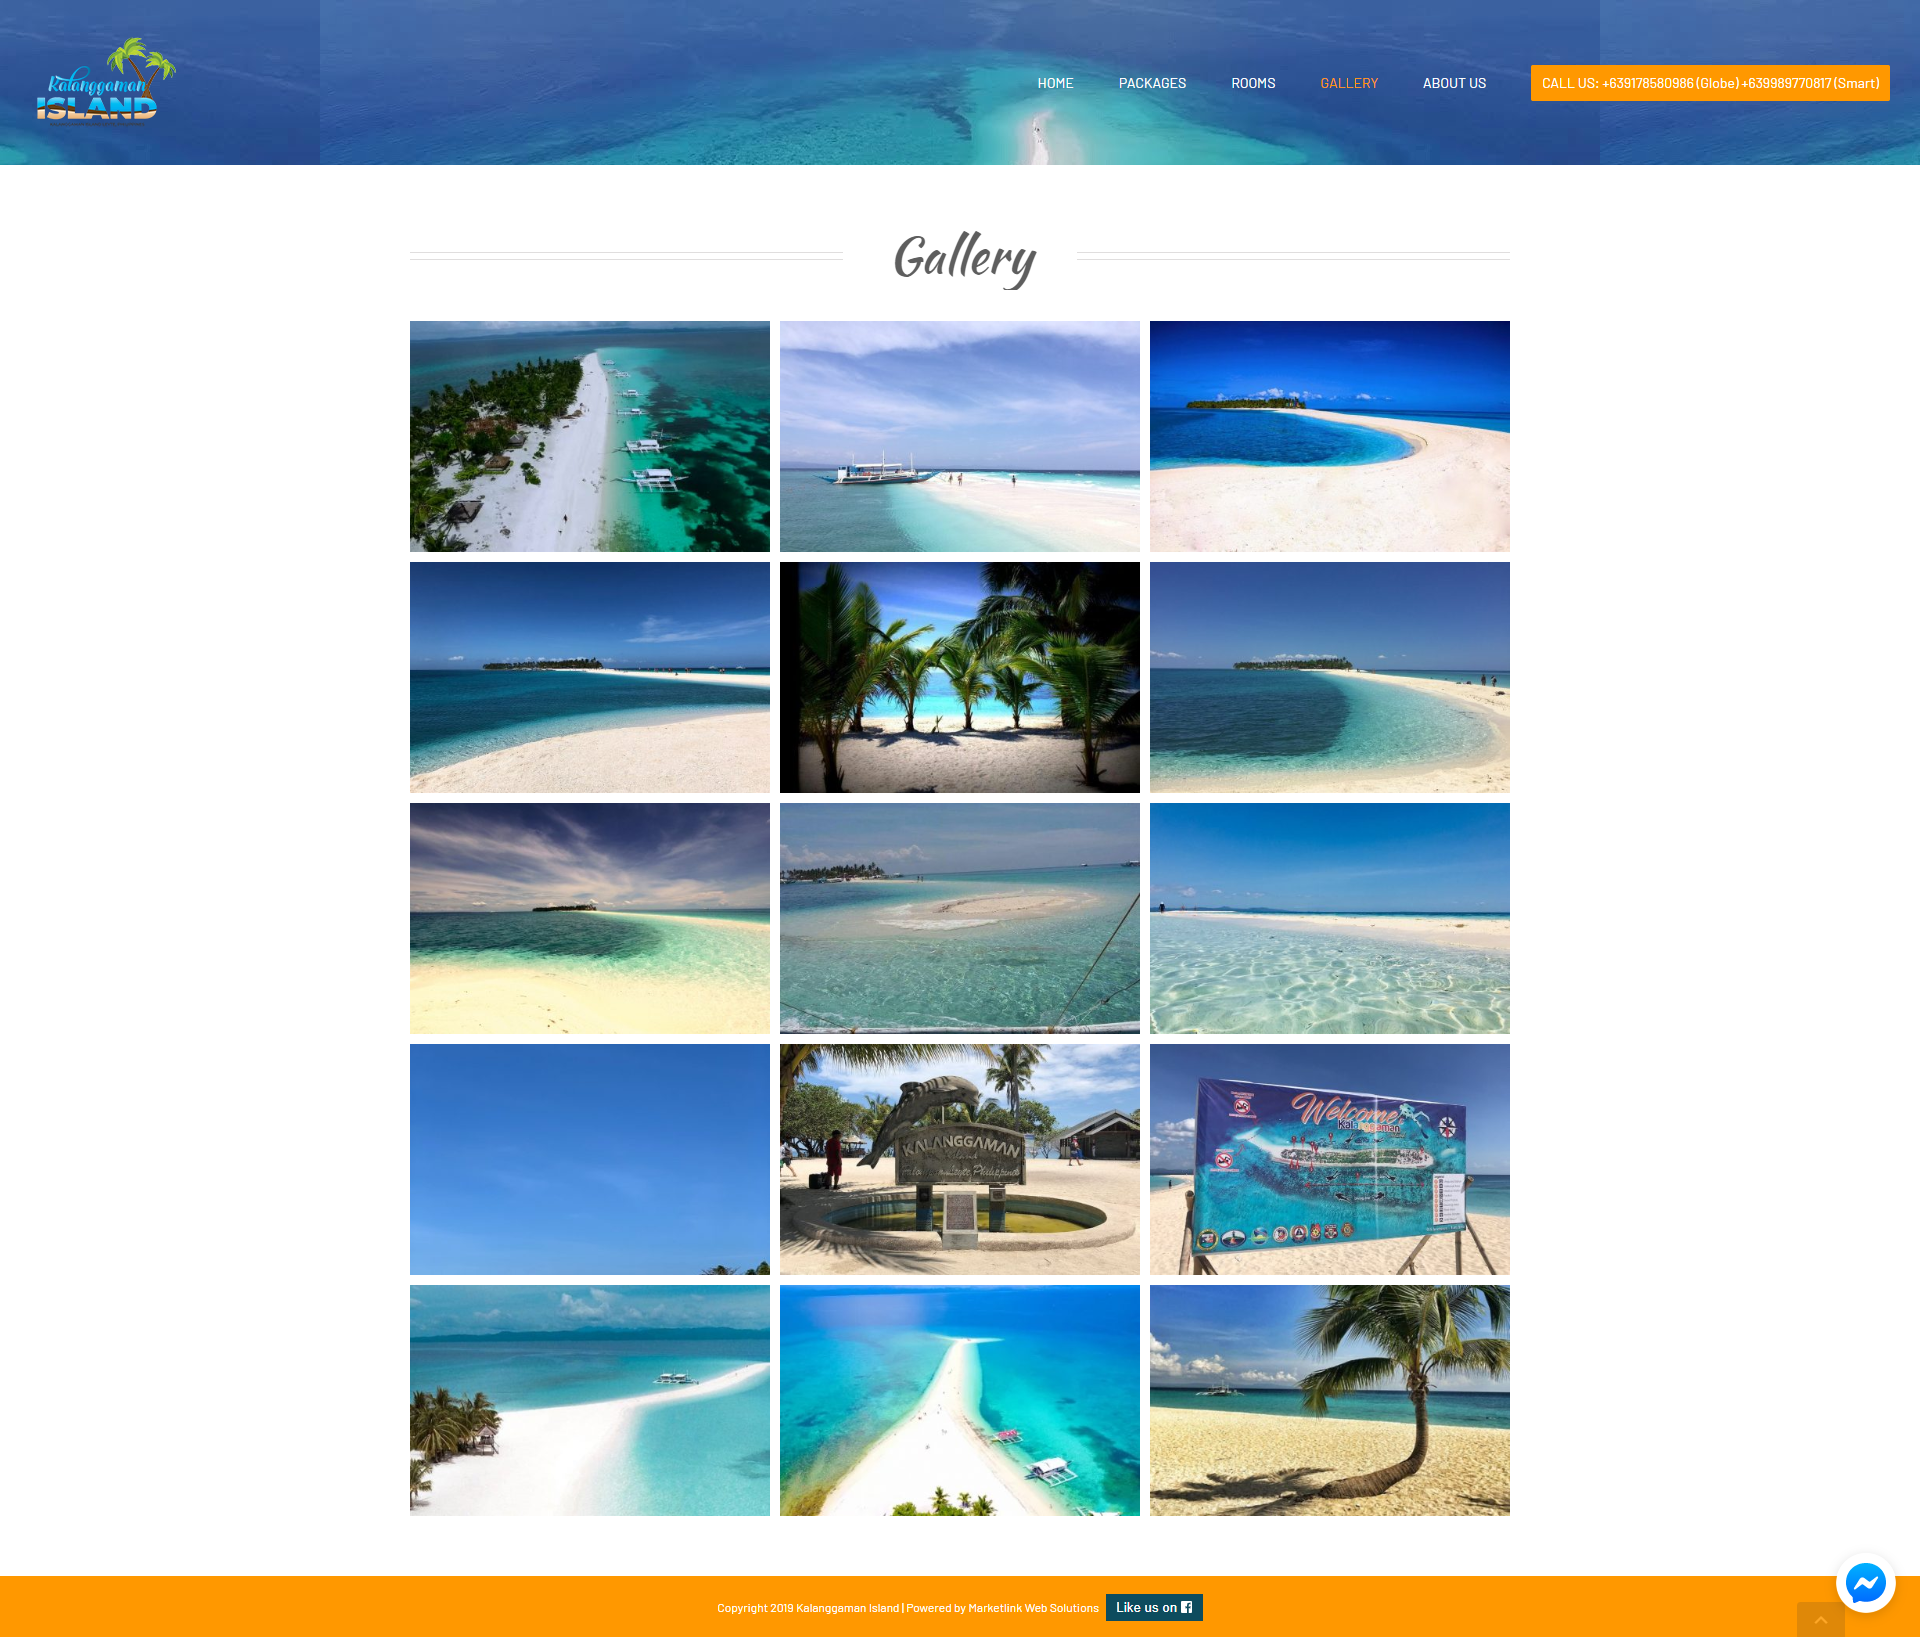 Kalanggaman
ISLAND
HOME
PACKAGES
ROOMS
GALLERY
ABOUT US
CALL US: +639178580986 (Globe) +639989770817 (Smart)
Gallery
KALANGGAMAN
Philippines
Welcome
Kalanggaman
Copyright 2019 Kalanggaman Island | Powered by Marketlink Web Solutions
Like us on